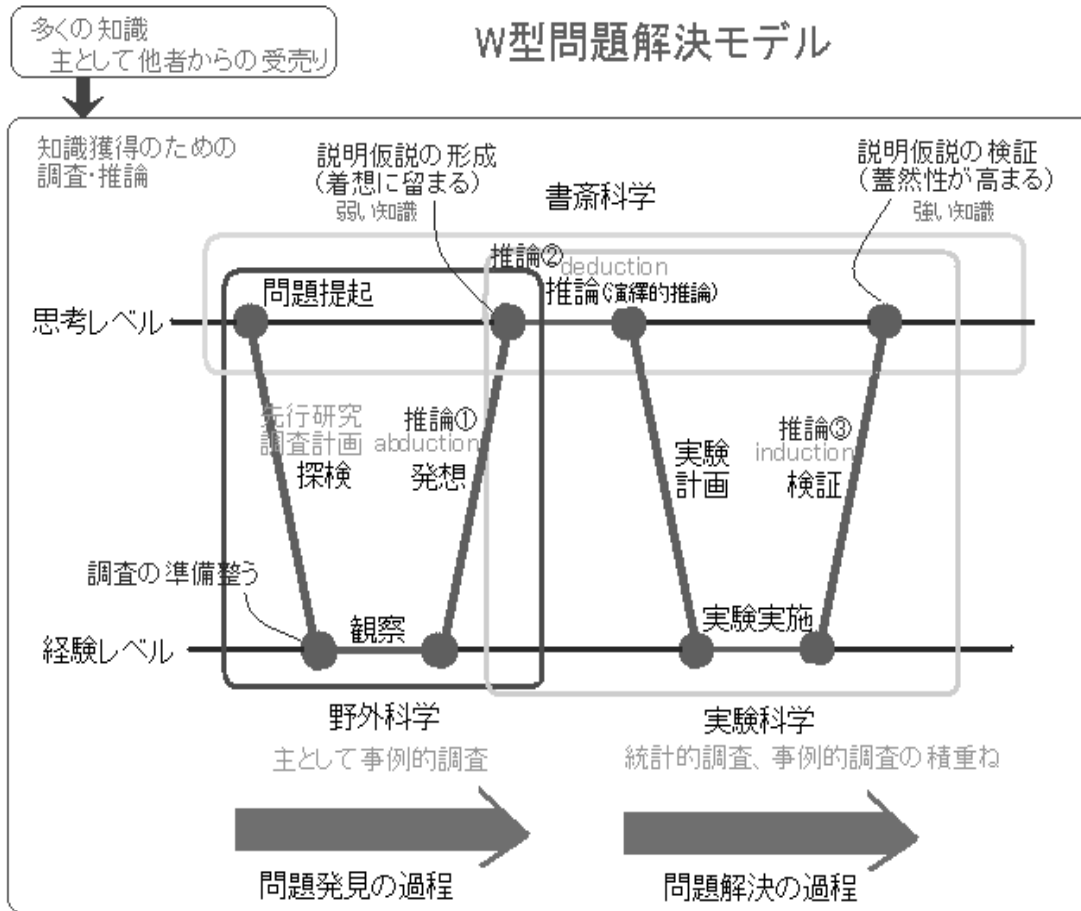 多くの知識
主として他者からの受売り
W型問題解決モデル
知識獲得のための
調査・推論
説明仮説の形成
(着想に留まる)
弱い知識
書斎科学
説明仮説の検証
(蓋然性が高まる)
強い知識
推論②
deduction
推論(演繹的推論)
問題提起
思考レベル
先行研究
調査計画
探検
推論①
abduction
発想
実験
計画
推論③
induction
検証
調査の準備整う
観察
実験実施
経験レベル
野外科学
主として事例的調査
実験科学
統計的調査、事例的調査の積重ね
問題発見の過程
問題解決の過程